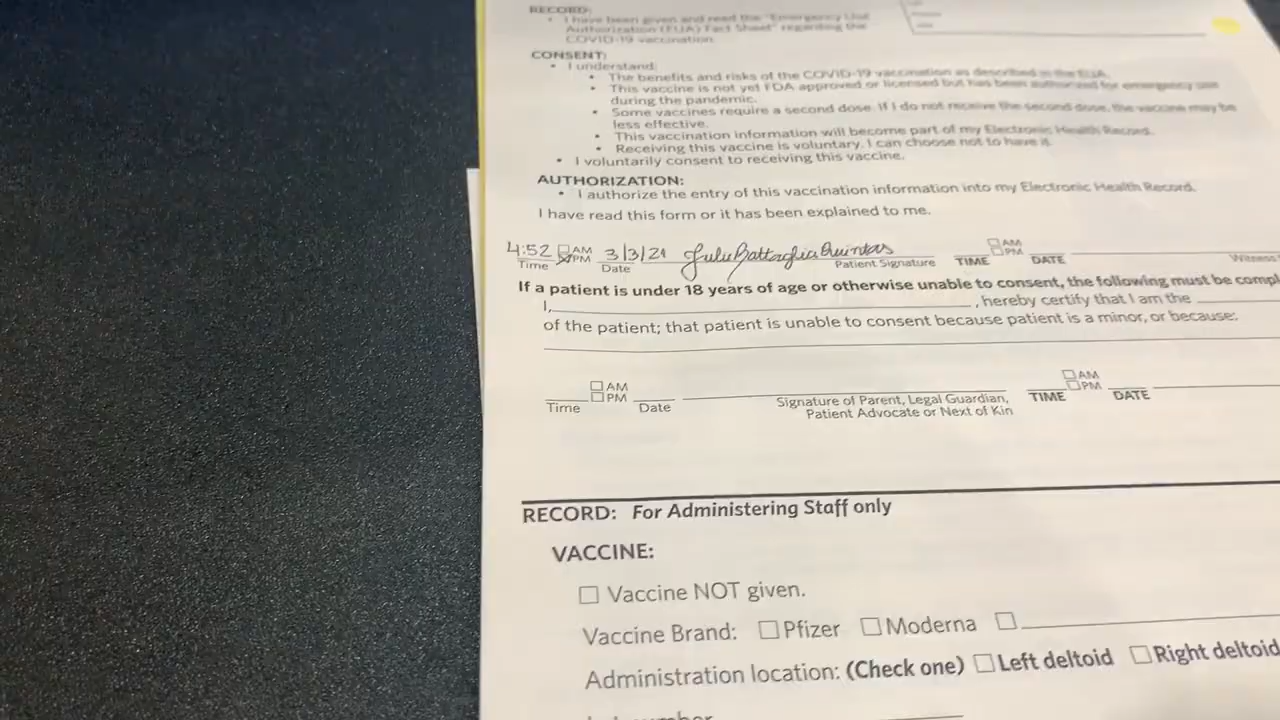 RECORD:
• I have been given and read the "Emergency Use
Authorization (EUA) Fact Sheet" regarding the
COVID-19 vaccination.
CONSENT:
• I understand:
• The benefits and risks of the COVID-19 vaccination as described in the EUA.
• This vaccine is not yet FDA approved or licensed but has been authorized for emergency use
during the pandemic.
• Some vaccines require a second dose. If I do not receive the second dose, the vaccine may be
less effective.
• This vaccination information will become part of my Electronic Health Record.
• Receiving this vaccine is voluntary. I can choose not to have it.
• I voluntarily consent to receiving this vaccine.
AUTHORIZATION:
• I authorize the entry of this vaccination information into my Electronic Health Record.
I have read this form or it has been explained to me.
4:52 AM PM 3/3/21 AM PM
Time Date Patient Signature TIME DATE Witness
If a patient is under 18 years of age or otherwise unable to consent, the following must be compl
I, , hereby certify that I am the
of the patient; that patient is unable to consent because patient is a minor, or because:
AM PM AM PM
Time Date Signature of Parent, Legal Guardian, TIME DATE
Patient Advocate or Next of Kin
RECORD: For Administering Staff only
VACCINE:
Vaccine NOT given.
Vaccine Brand: Pfizer Moderna
Administration location: (Check one) Left deltoid Right deltoid